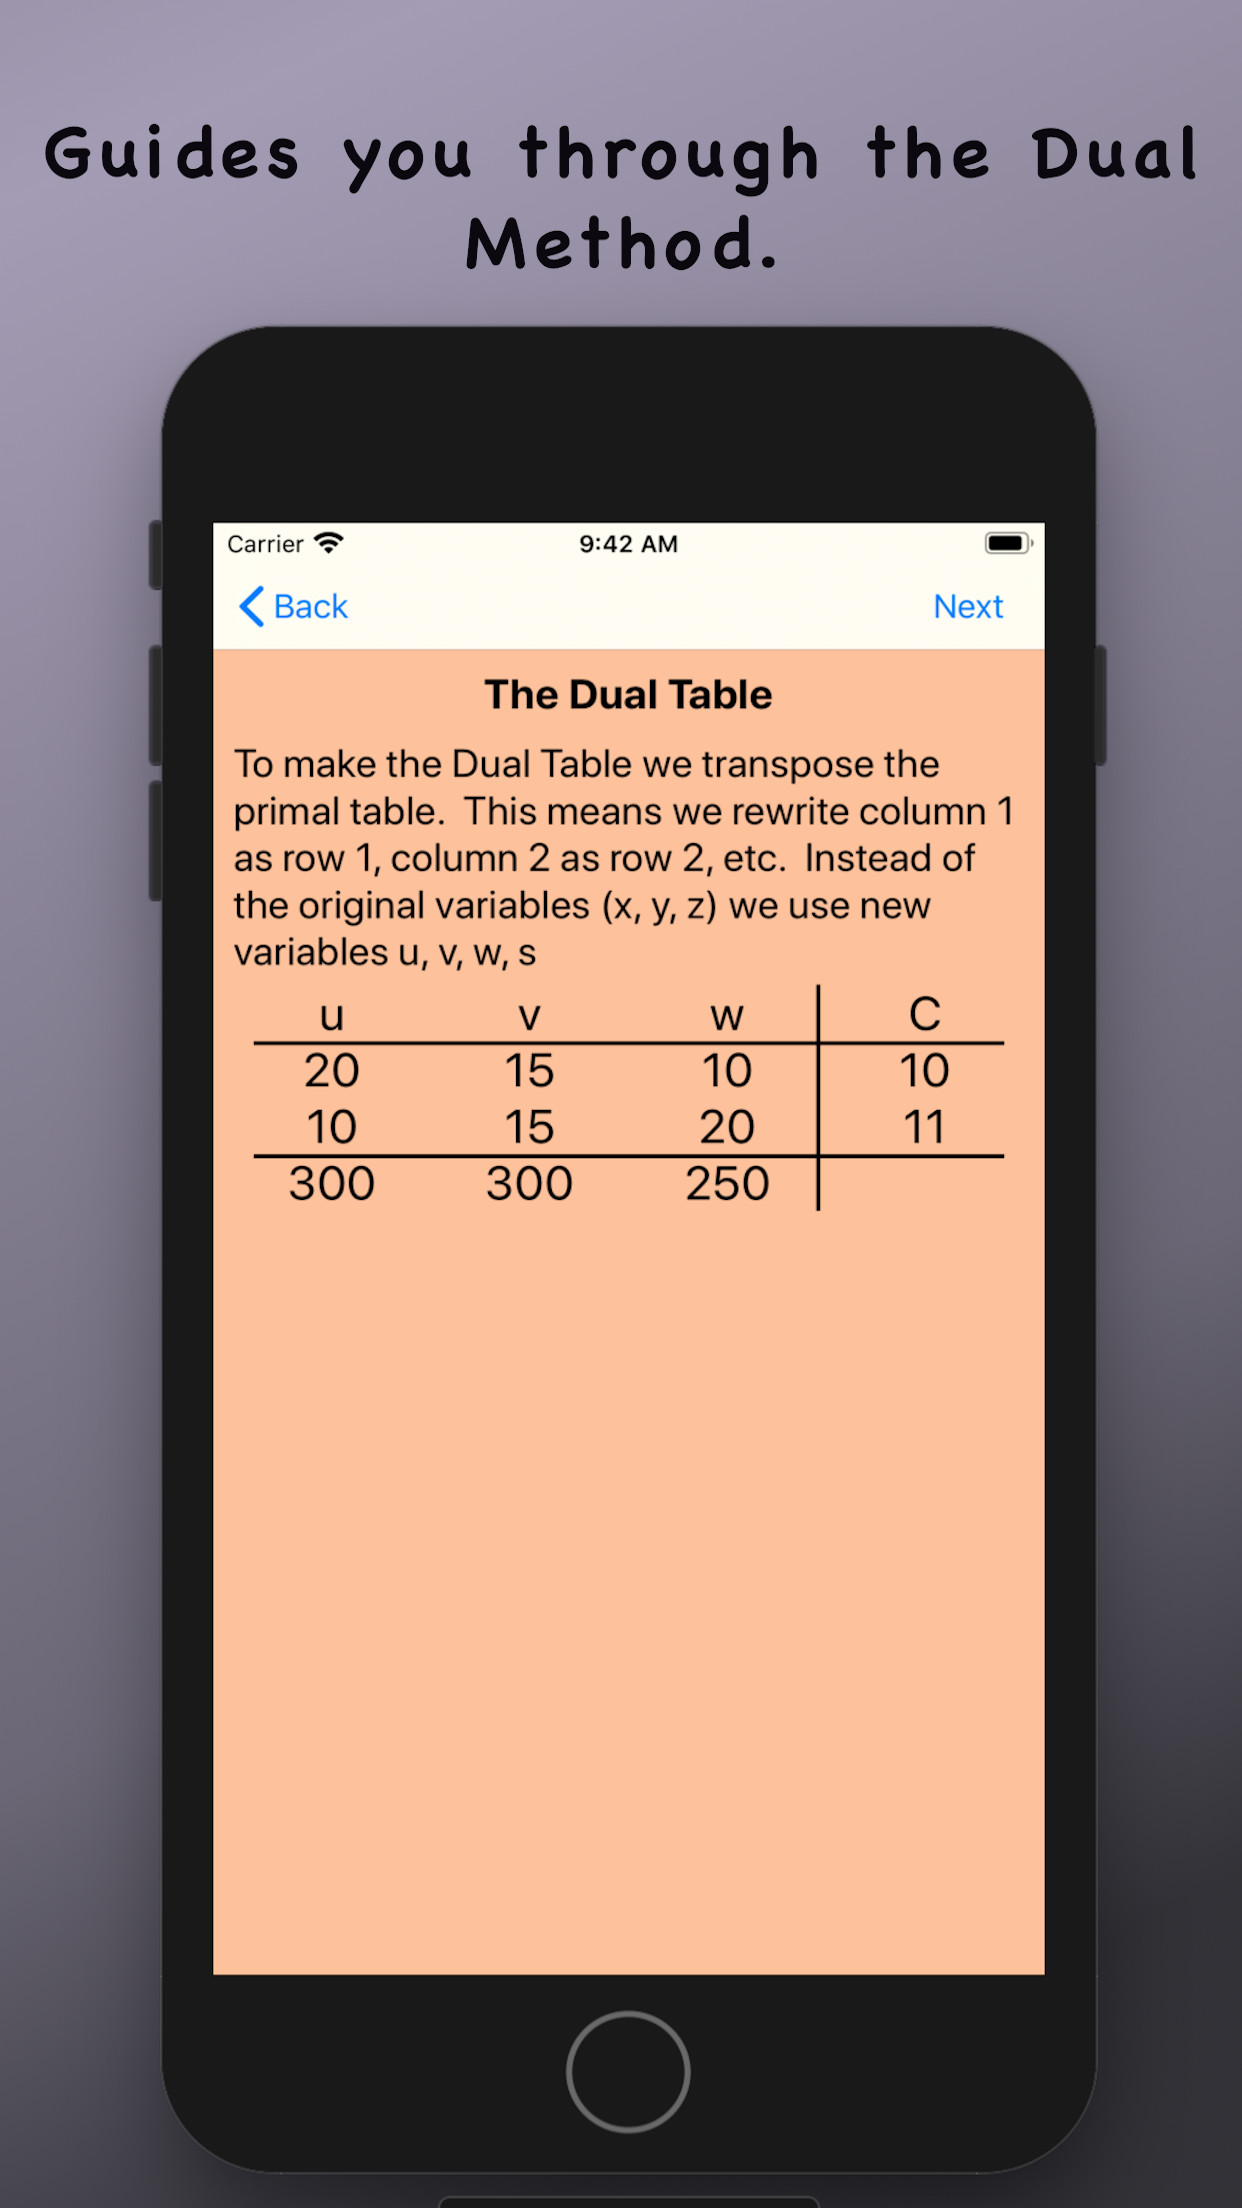 Guides you through the Dual
Method.
Carrier 9:42 AM
Back Next
The Dual Table
To make the Dual Table we transpose the
primal table.  This means we rewrite column 1
as row 1, column 2 as row 2, etc.  Instead of
the original variables (x, y, z) we use new
variables u, v, w, s
u v w C
20 15 10 10
10 15 20 11
300 300 250